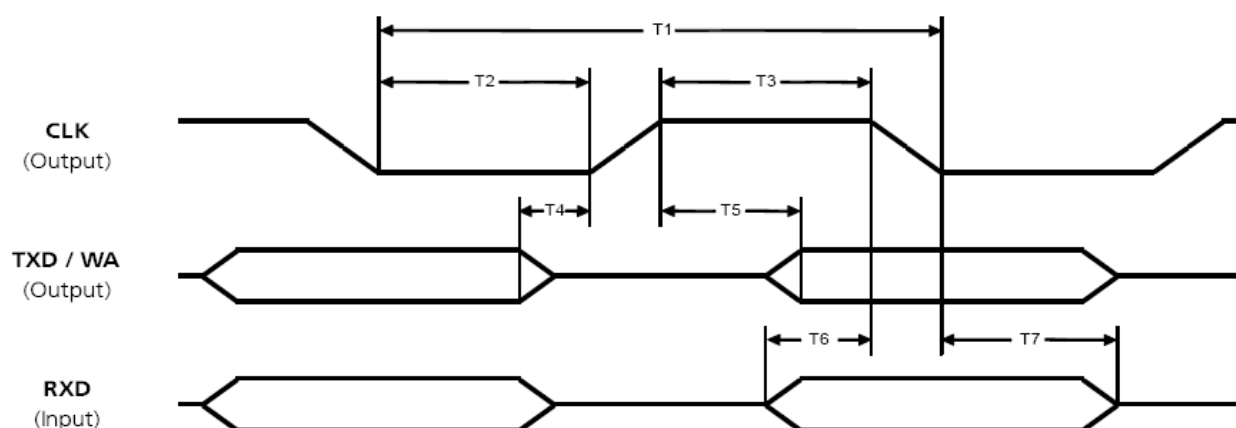 T1
T2 T3
CLK
(Output)
T4 T5
TXD / WA
(Output)
T6 T7
RXD
(Input)